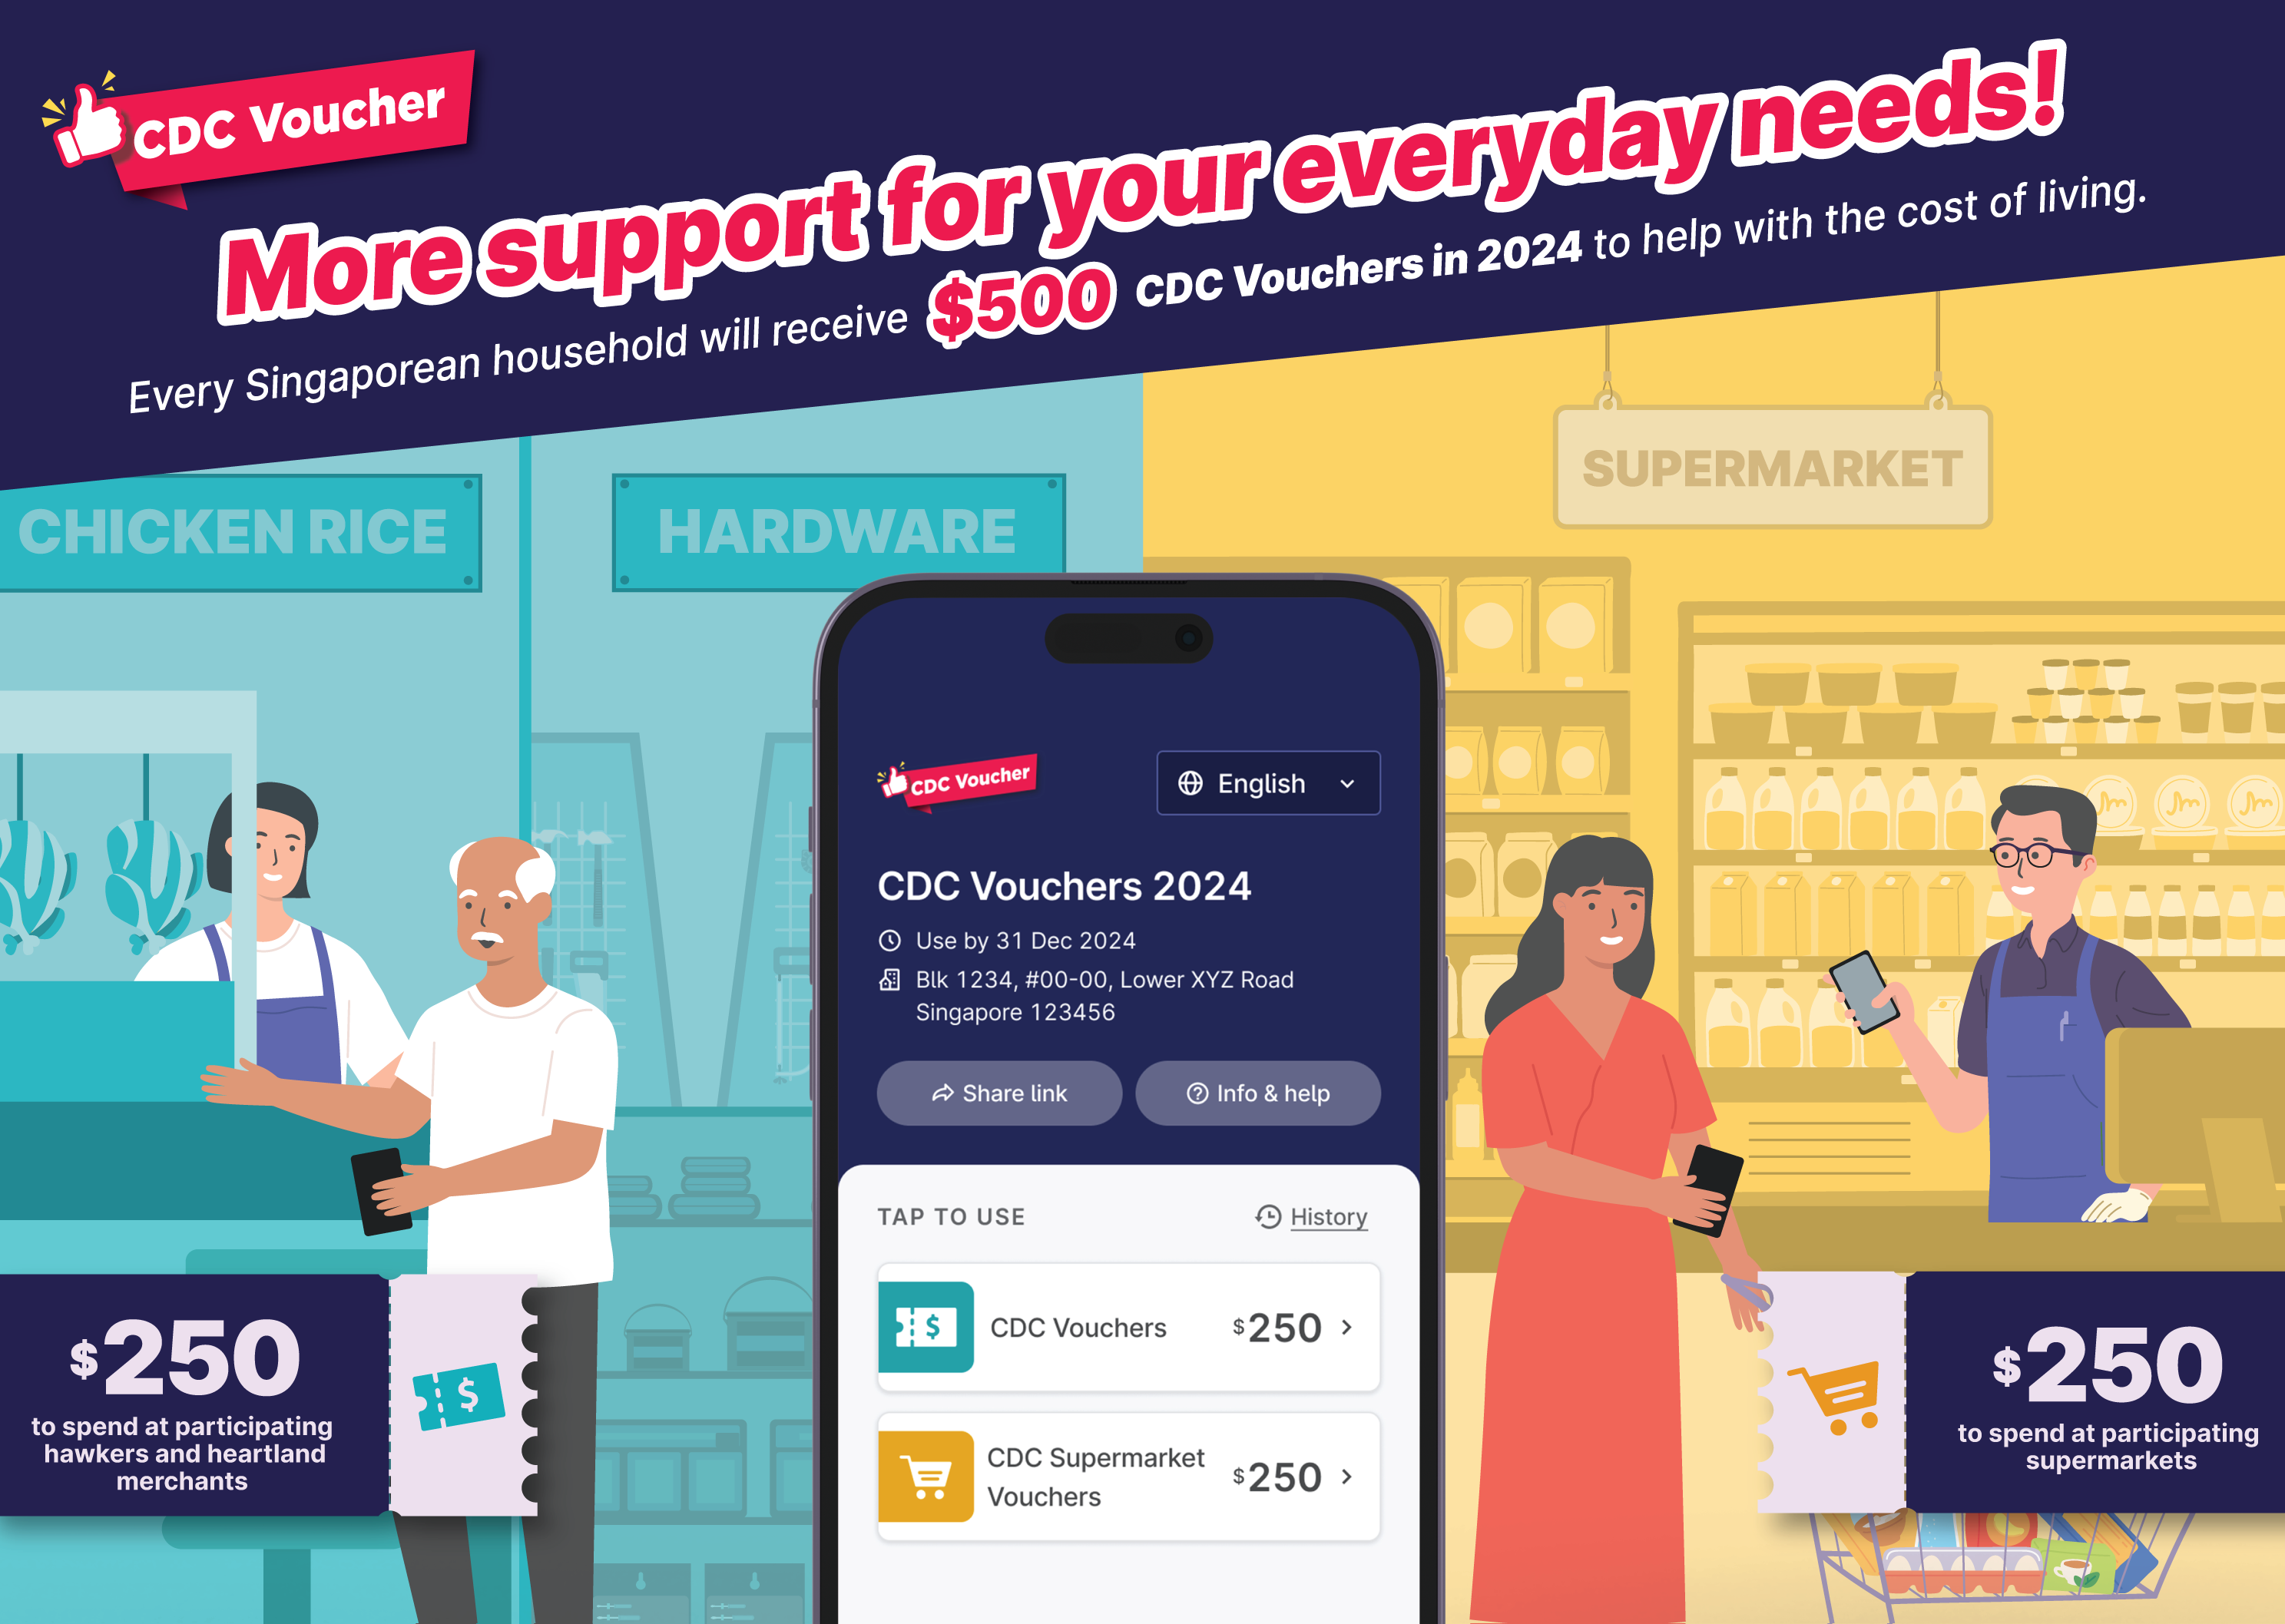 CDC Voucher
More support for your everyday needs!
Every Singaporean household will receive $500 CDC Vouchers in 2024 to help with the cost of living.
CHICKEN RICE
HARDWARE
SUPERMARKET
CDC Voucher
English
CDC Vouchers 2024
Use by 31 Dec 2024
Blk 1234, #00-00, Lower XYZ Road
Singapore 123456
Share link
Info & help
TAP TO USE
History
CDC Vouchers
$250
CDC Supermarket
Vouchers
$250
$250
to spend at participating
hawkers and heartland
merchants
$
$250
to spend at participating
supermarkets